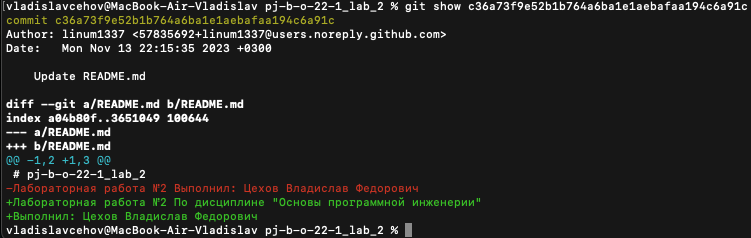 vladislavcehov@MacBook-Air-Vladislav pj-b-o-22-1_lab_2 % git show c36a73f9e52b1b764a6ba1e1aebafaa194c6a91c
commit c36a73f9e52b1b764a6ba1e1aebafaa194c6a91c
Author: linum1337 <57835692+linum1337@users.noreply.github.com>
Date:   Mon Nov 13 22:15:35 2023 +0300
    Update README.md
diff --git a/README.md b/README.md
index a04b80f..3651049 100644
--- a/README.md
+++ b/README.md
@@ -1,2 +1,3 @@
 # pj-b-o-22-1_lab_2
-Лабораторная работа №2 Выполнил: Цехов Владислав Федорович
+Лабораторная работа №2 По дисциплине "Основы программной инженерии"
+Выполнил: Цехов Владислав Федорович
vladislavcehov@MacBook-Air-Vladislav pj-b-o-22-1_lab_2 %